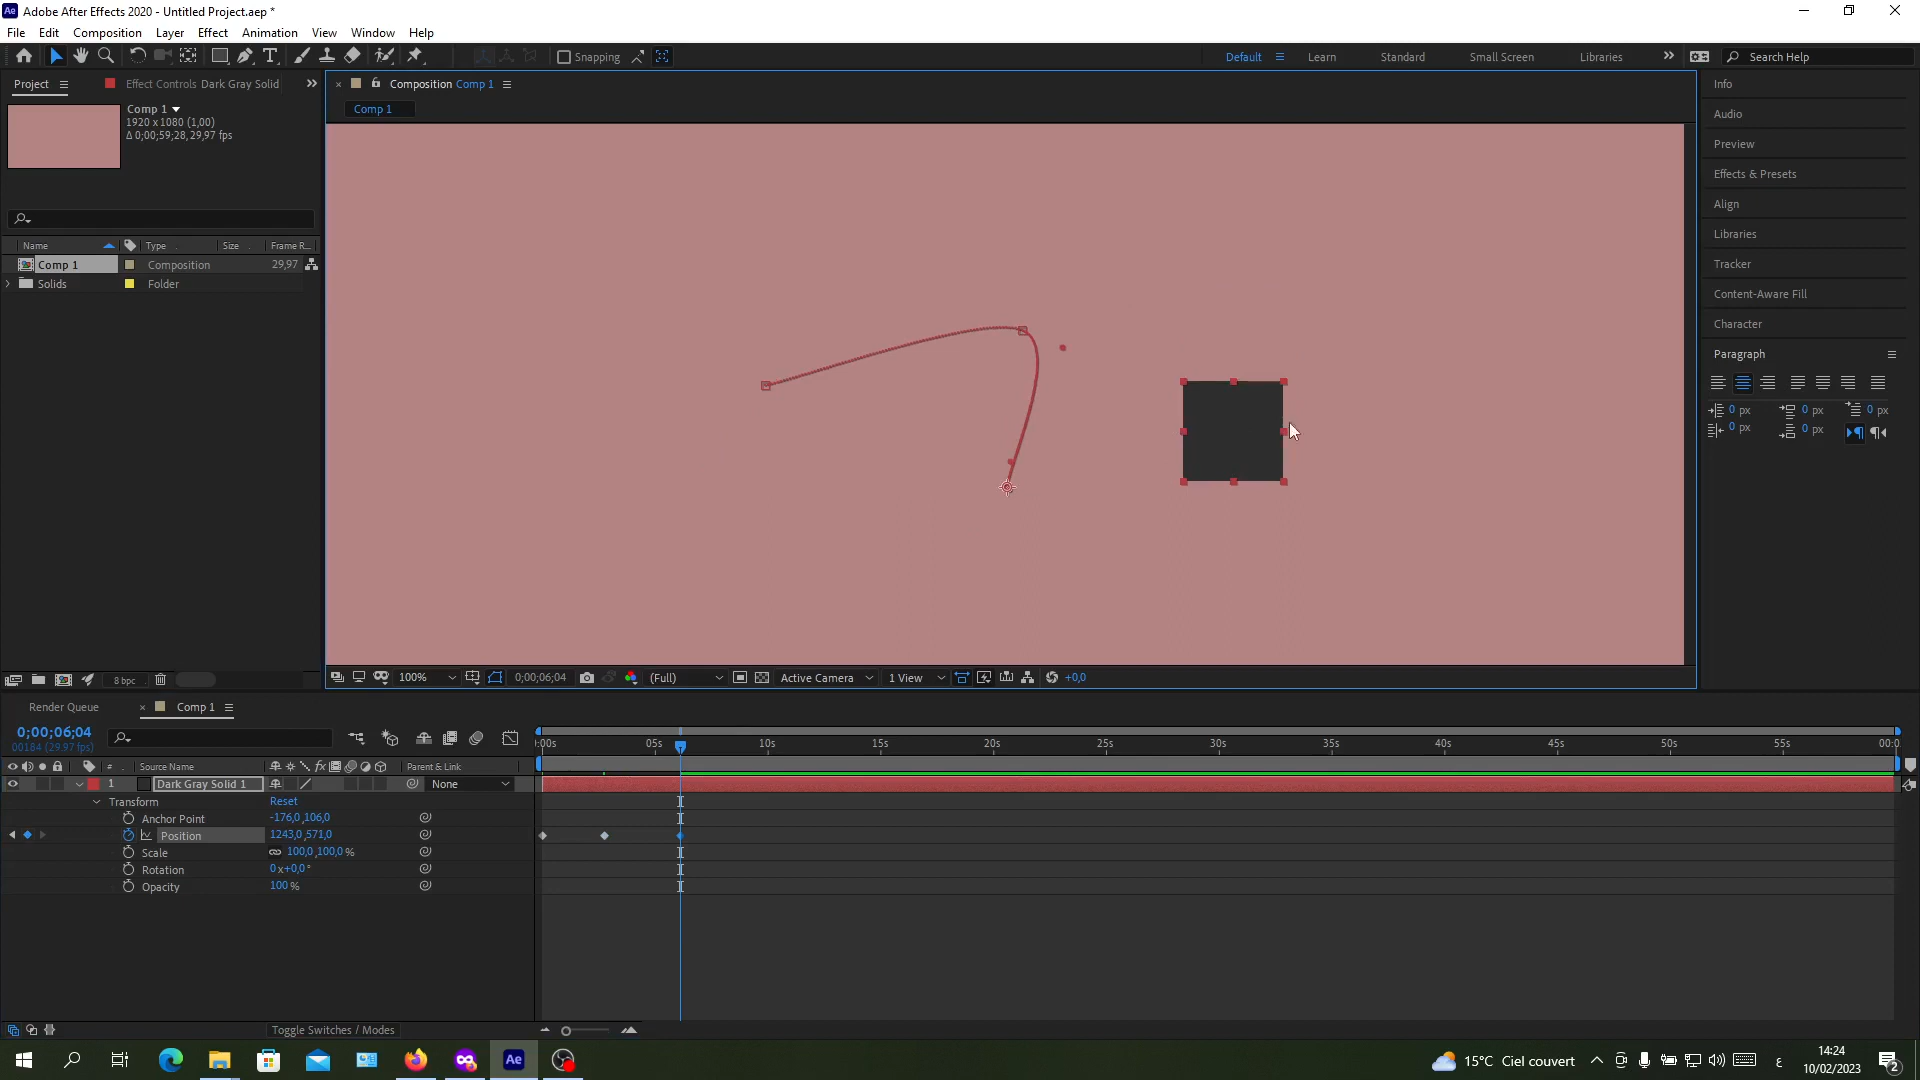 Adobe After Effects 2020 - Untitled Project.aep *
File Edit Composition Layer Effect Animation View Window Help
Snapping
Default Learn Standard Small Screen Libraries
Search Help
Project
Effect Controls Dark Gray Solid
Composition Comp 1
Comp 1
Comp 1
1920 x 1080 (1,00)
Δ 0;00;59;28, 29,97 fps
Name Type Size Frame R...
Comp 1 Composition 29,97
Solids Folder
8 bpc
100%
0;00;06;04
(Full)
Active Camera
1 View
+0,0
Info
Audio
Preview
Effects & Presets
Align
Libraries
Tracker
Content-Aware Fill
Character
Paragraph
0 px 0 px 0 px
0 px 0 px
Render Queue
Comp 1
0;00;06;04
00184 (29.97 fps)
:00s 05s 10s 15s 20s 25s 30s 35s 40s 45s 50s 55s 00:0
# Source Name Parent & Link
1 Dark Gray Solid 1 None
Transform Reset
Anchor Point -176,0,106,0
Position 1243,0,571,0
Scale 100,0,100,0 %
Rotation 0x+0,0°
Opacity 100 %
Toggle Switches / Modes
15°C Ciel couvert
ع
14:24
10/02/2023
2